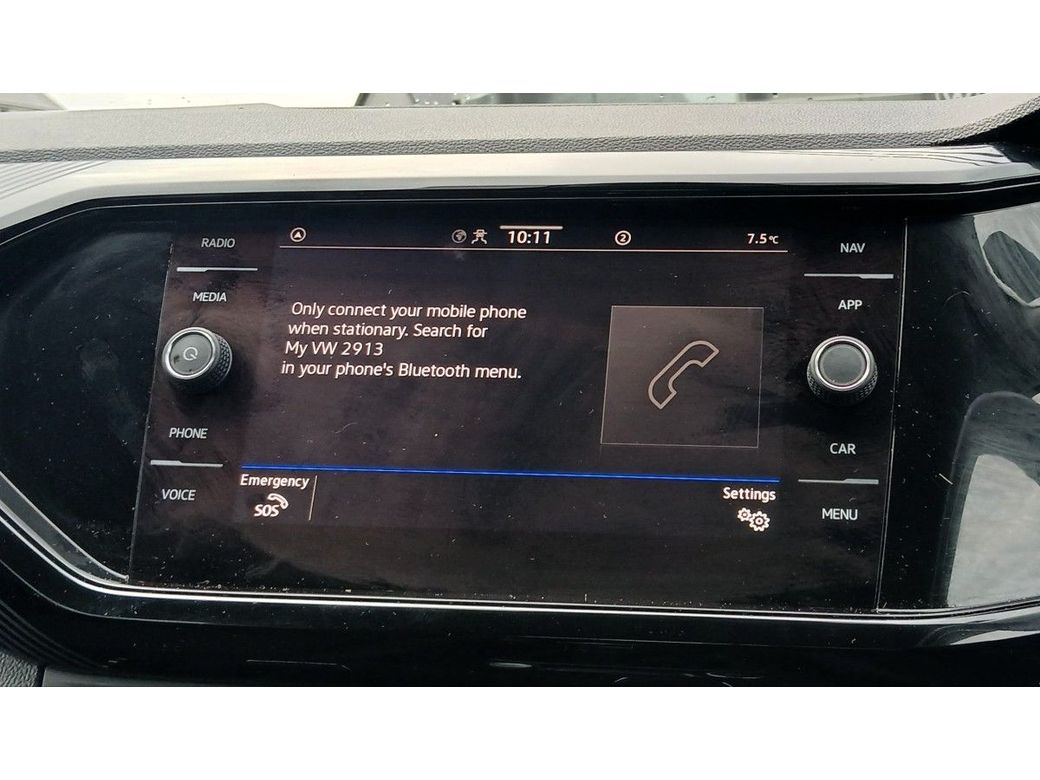 RADIO
MEDIA
PHONE
VOICE
10:11
2
7.5°C
Only connect your mobile phone
when stationary. Search for
My VW 2913
in your phone's Bluetooth menu.
Emergency
SOS
Settings
NAV
APP
CAR
MENU